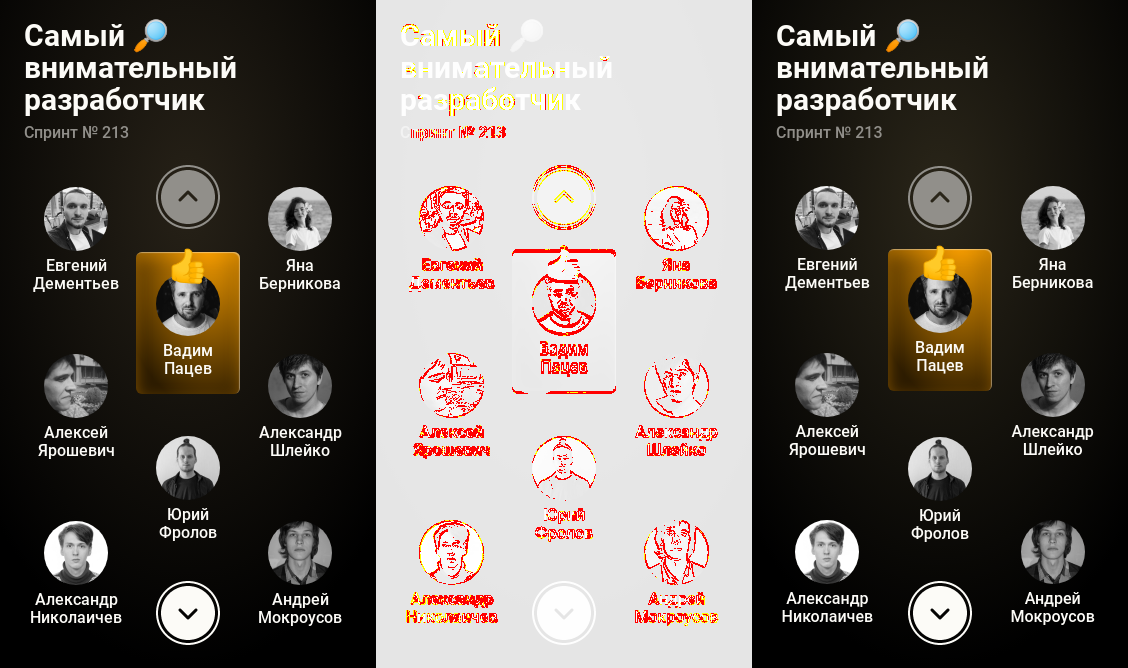 Самый 🔎
внимательный
разработчик
Спринт № 213
Евгений
Дементьев
Яна
Берникова
Вадим
Пацев
Алексей
Ярошевич
Александр
Шлейко
Юрий
Фролов
Александр
Николаичев
Андрей
Мокроусов
Самый 🔎
внимательный
разработчик
Спринт № 213
Евгений
Дементьев
Яна
Берникова
Вадим
Пацев
Алексей
Ярошевич
Александр
Шлейко
Юрий
Фролов
Александр
Николаичев
Андрей
Мокроусов
Самый 🔎
внимательный
разработчик
Спринт № 213
Евгений
Дементьев
Яна
Берникова
Вадим
Пацев
Алексей
Ярошевич
Александр
Шлейко
Юрий
Фролов
Александр
Николаичев
Андрей
Мокроусов